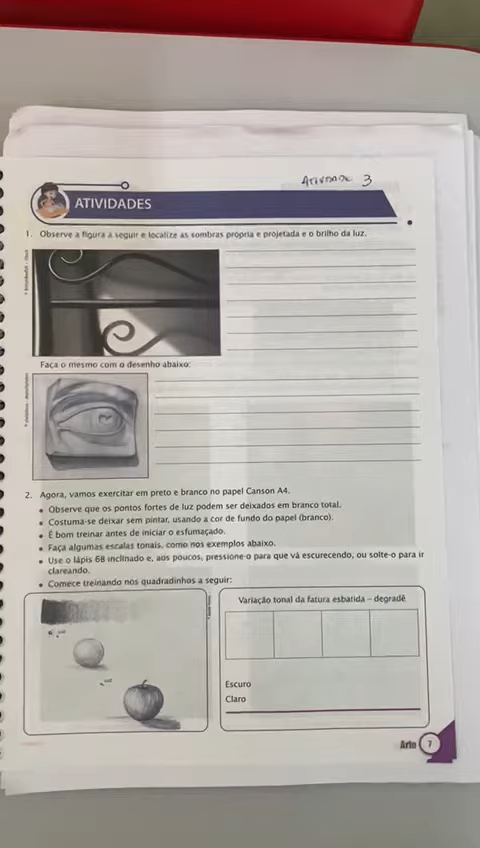 ATIVIDADE 3
ATIVIDADES
1. Observe a figura a seguir e localize as sombras própria e projetada e o brilho da luz.
Faça o mesmo com o desenho abaixo:
2. Agora, vamos exercitar em preto e branco no papel Canson A4.
• Observe que os pontos fortes de luz podem ser deixados em branco total.
• Costuma-se deixar sem pintar, usando a cor de fundo do papel (branco).
• É bom treinar antes de iniciar o esfumaçado.
• Faça algumas escalas tonais, como nos exemplos abaixo.
• Use o lápis 6B inclinado e, aos poucos, pressione-o para que vá escurecendo, ou solte-o para ir
clareando.
• Comece treinando nos quadradinhos a seguir:
Variação tonal da fatura esbatida – degradê
Escuro
Claro
Arte 7